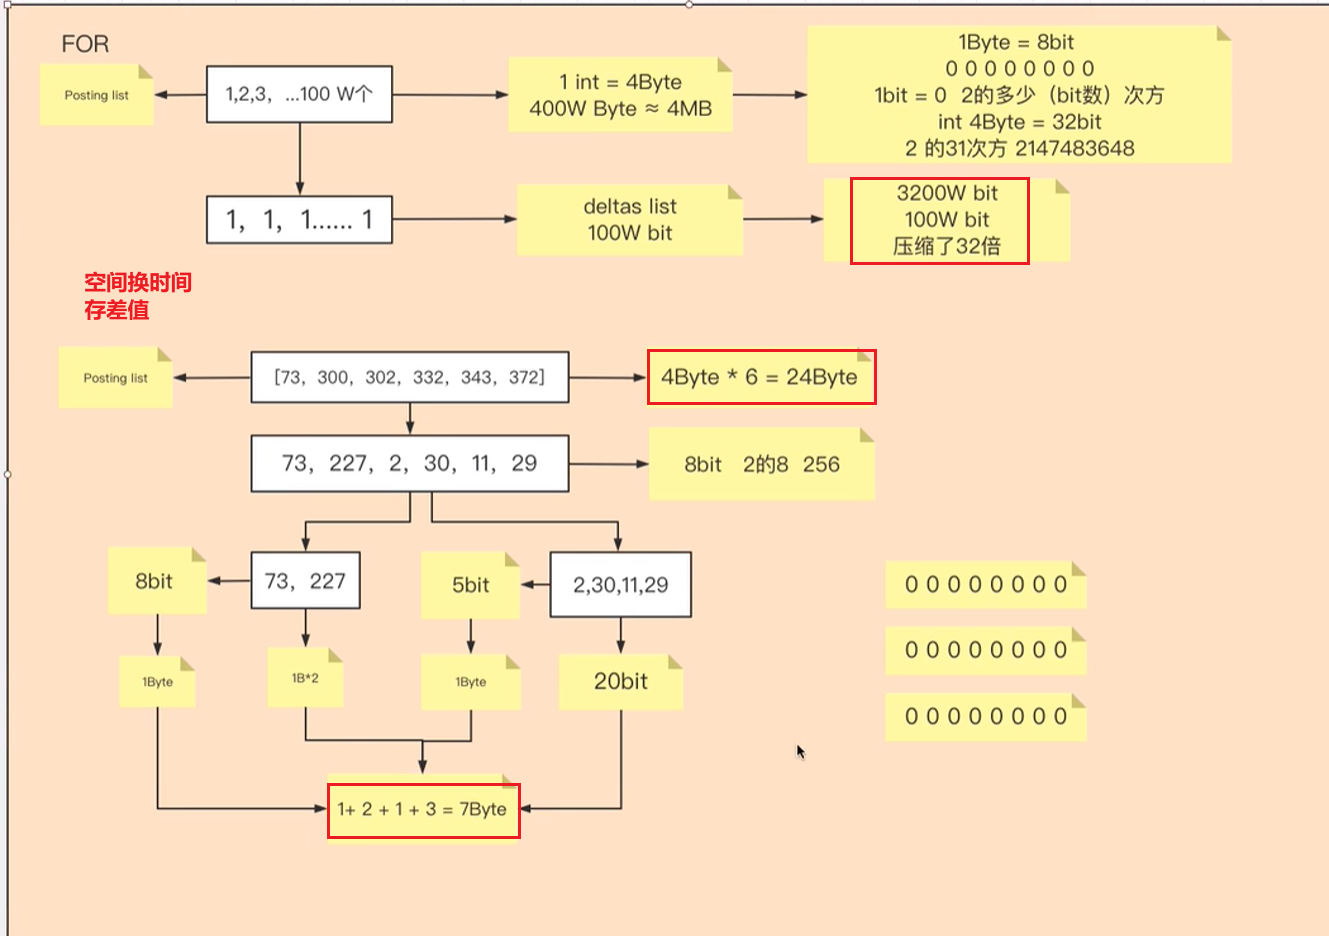 FOR
Posting list
1,2,3, ...100 W个
1 int = 4Byte
400W Byte ≈ 4MB
1Byte = 8bit
0 0 0 0 0 0 0 0
1bit = 0 2的多少（bit数）次方
int 4Byte = 32bit
2 的31次方 2147483648
1, 1, 1...... 1
deltas list
100W bit
3200W bit
100W bit
压缩了32倍
空间换时间
存差值
Posting list
[73, 300, 302, 332, 343, 372]
4Byte * 6 = 24Byte
73, 227, 2, 30, 11, 29
8bit 2的8 256
8bit
73, 227
5bit
2,30,11,29
0 0 0 0 0 0 0 0
1Byte
1B*2
1Byte
20bit
0 0 0 0 0 0 0 0
0 0 0 0 0 0 0 0
1+ 2 + 1 + 3 = 7Byte